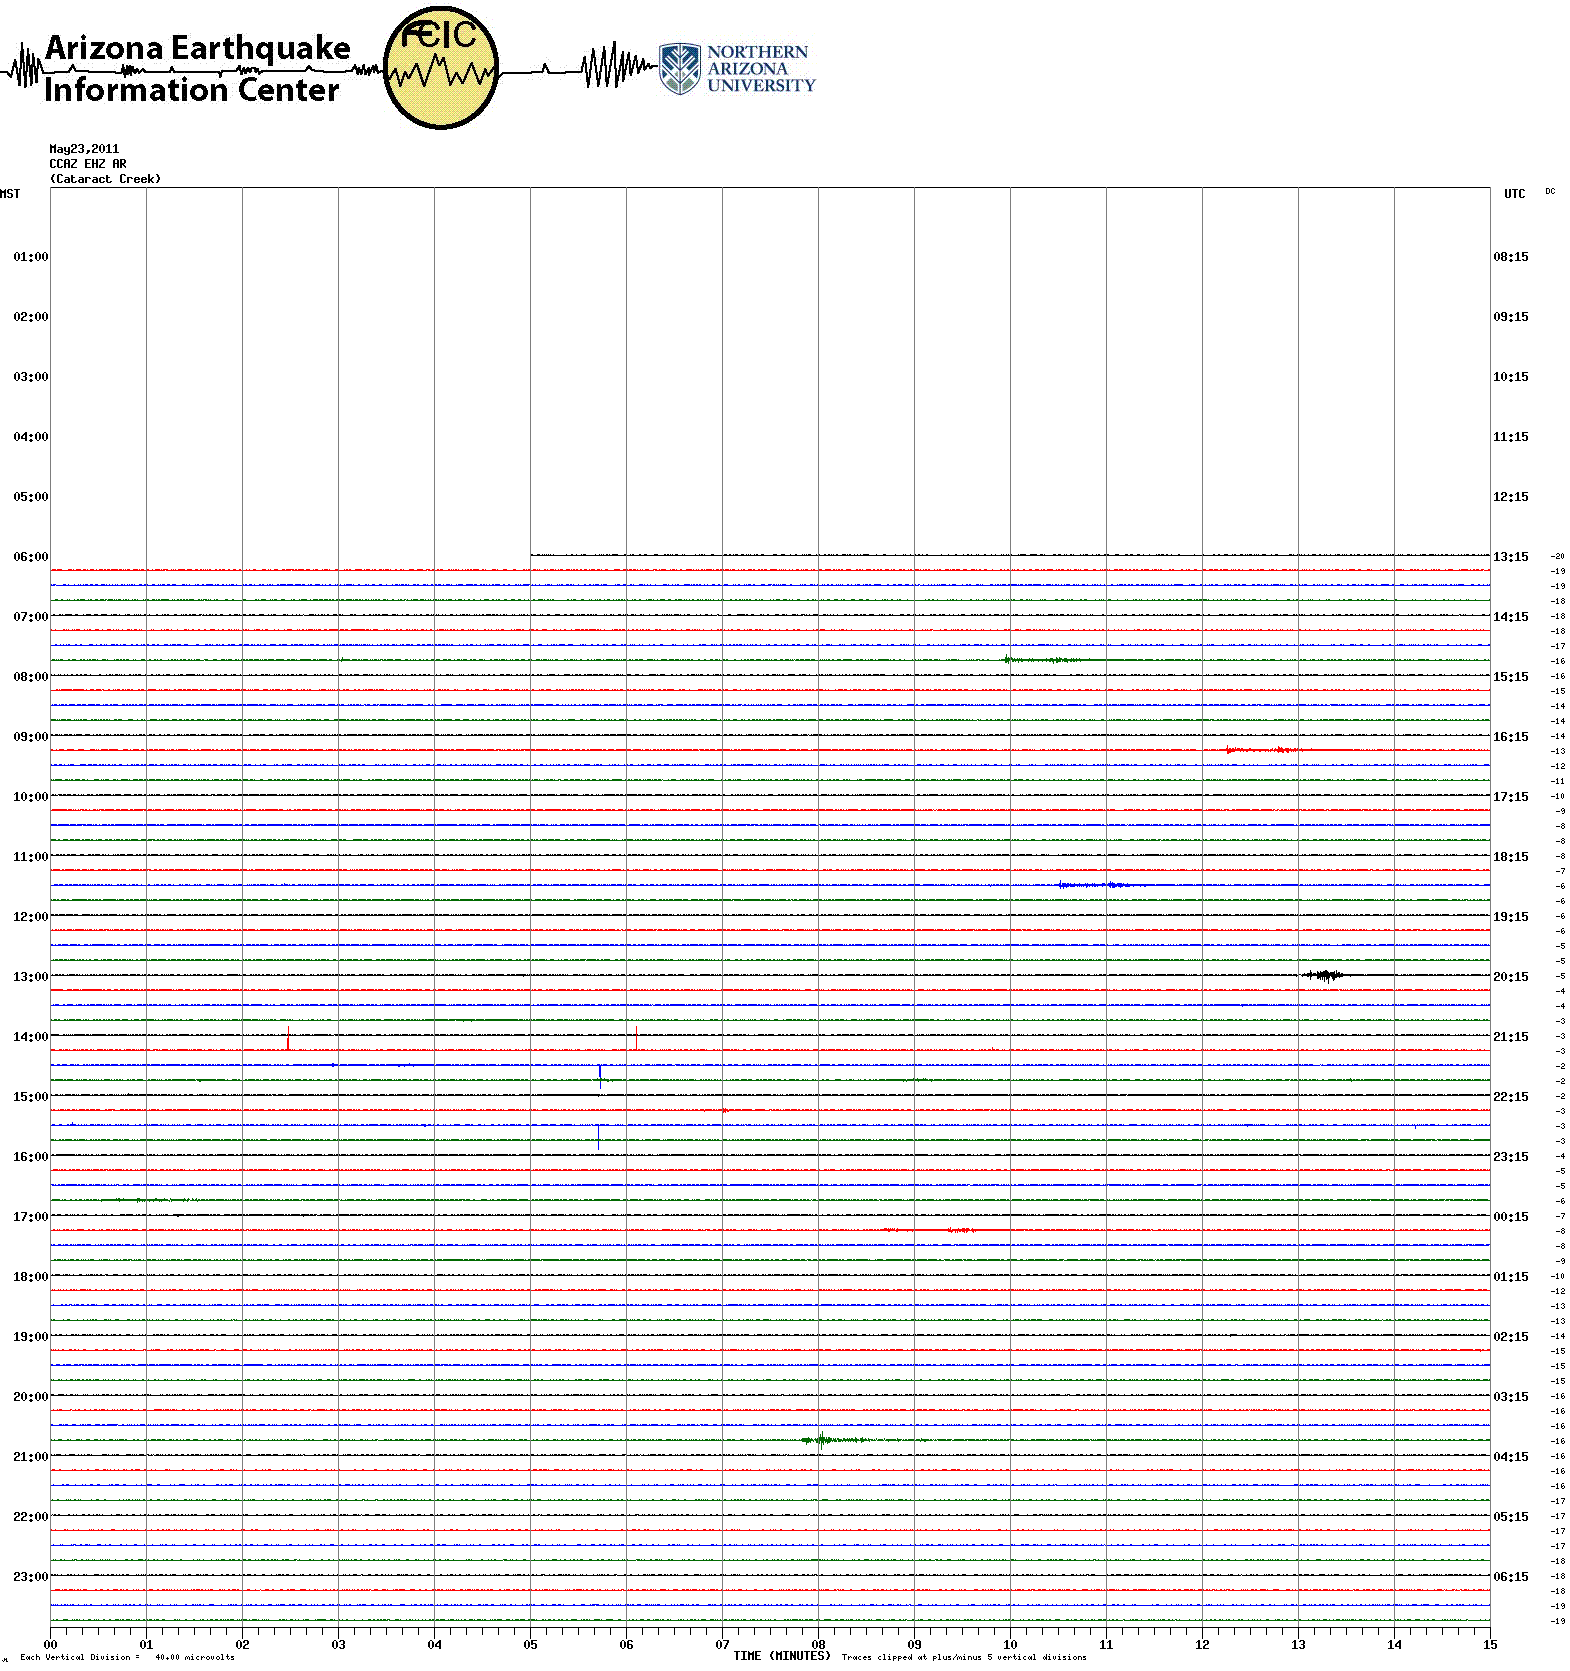 Arizona Earthquake
Information Center
ÆEIC
NORTHERN
ARIZONA
UNIVERSITY
May23,2011
CCAZ EHZ AR
(Cataract Creek)
MST UTC DC
01:00 08:15
02:00 09:15
03:00 10:15
04:00 11:15
05:00 12:15
06:00 13:15 -20
-19
-19
-18
07:00 14:15 -18
-18
-17
-16
08:00 15:15 -16
-15
-14
-14
09:00 16:15 -14
-13
-12
-11
10:00 17:15 -10
-9
-8
-8
11:00 18:15 -8
-7
-6
-6
12:00 19:15 -6
-6
-5
-5
13:00 20:15 -5
-4
-4
-3
14:00 21:15 -3
-3
-2
-2
15:00 22:15 -2
-3
-3
-3
16:00 23:15 -4
-5
-5
-6
17:00 00:15 -7
-8
-8
-9
18:00 01:15 -10
-12
-13
-13
19:00 02:15 -14
-15
-15
-15
20:00 03:15 -16
-16
-16
-16
21:00 04:15 -16
-16
-16
-17
22:00 05:15 -17
-17
-17
-18
23:00 06:15 -18
-18
-19
-19
00 01 02 03 04 05 06 07 08 09 10 11 12 13 14 15
TIME (MINUTES)
Each Vertical Division = 40.00 microvolts
Traces clipped at plus/minus 5 vertical divisions